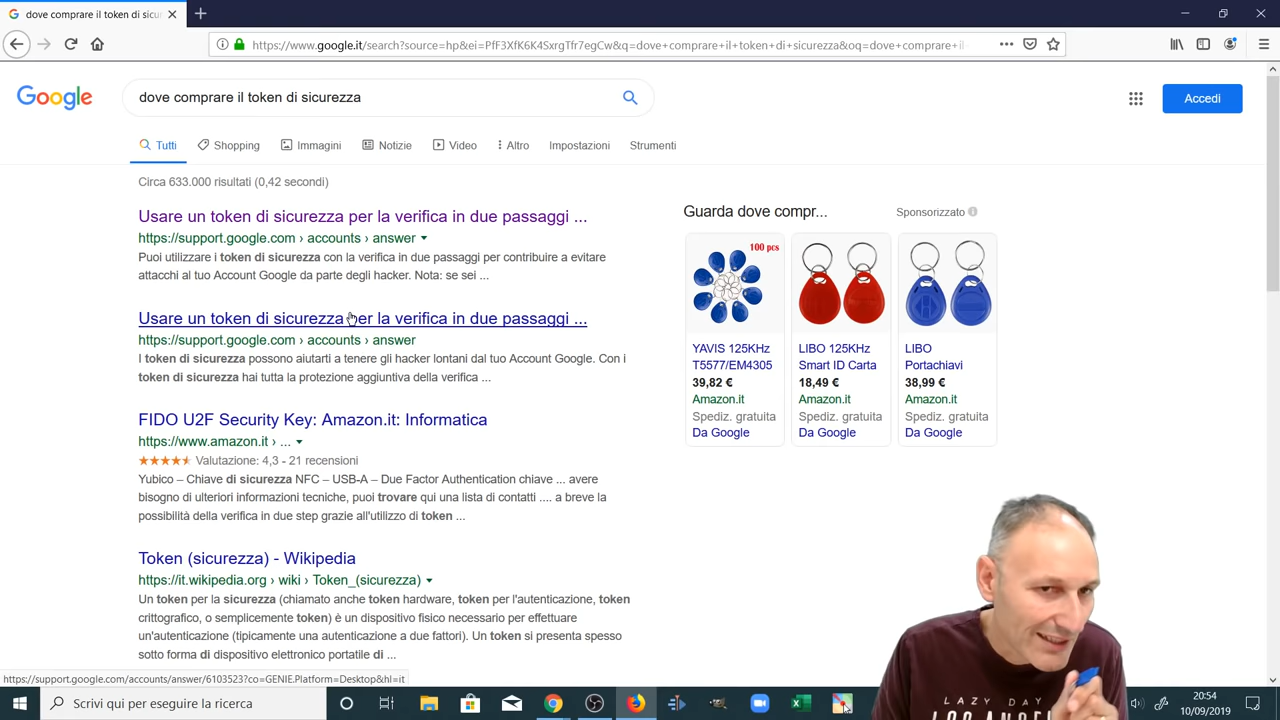 dove comprare il token di sicu
https://www.google.it/search?source=hp&ei=PfF3XfK6K4SxrgTfr7egCw&q=dove+comprare+il+token+di+sicurezza&oq=dove+comprare+il
Google
dove comprare il token di sicurezza
Accedi
Tutti Shopping Immagini Notizie Video Altro Impostazioni Strumenti
Circa 633.000 risultati (0,42 secondi)
Usare un token di sicurezza per la verifica in due passaggi ...
https://support.google.com › accounts › answer
Puoi utilizzare i token di sicurezza con la verifica in due passaggi per contribuire a evitare
attacchi al tuo Account Google da parte degli hacker. Nota: se sei ...
Usare un token di sicurezza per la verifica in due passaggi ...
https://support.google.com › accounts › answer
I token di sicurezza possono aiutarti a tenere gli hacker lontani dal tuo Account Google. Con i
token di sicurezza hai tutta la protezione aggiuntiva della verifica ...
FIDO U2F Security Key: Amazon.it: Informatica
https://www.amazon.it › ...
Valutazione: 4,3 - 21 recensioni
Yubico – Chiave di sicurezza NFC – USB-A – Due Factor Authentication chiave ... avere
bisogno di ulteriori informazioni tecniche, puoi trovare qui una lista di contatti .... a breve la
possibilità della verifica in due step grazie all'utilizzo di token ...
Token (sicurezza) - Wikipedia
https://it.wikipedia.org › wiki › Token_(sicurezza)
Un token per la sicurezza (chiamato anche token hardware, token per l'autenticazione, token
crittografico, o semplicemente token) è un dispositivo fisico necessario per effettuare
un'autenticazione (tipicamente una autenticazione a due fattori). Un token si presenta spesso
sotto forma di dispositivo elettronico portatile di ...
Guarda dove compr...
Sponsorizzato
100 pcs
YAVIS 125KHz
T5577/EM4305
39,82 €
Amazon.it
Spediz. gratuita
Da Google
LIBO 125KHz
Smart ID Carta
18,49 €
Amazon.it
Spediz. gratuita
Da Google
LIBO
Portachiavi
38,99 €
Amazon.it
Spediz. gratuita
Da Google
LAZY DAY
LOS ANGELES
https://support.google.com/accounts/answer/6103523?co=GENIE.Platform=Desktop&hl=it
Scrivi qui per eseguire la ricerca
20:54
10/09/2019